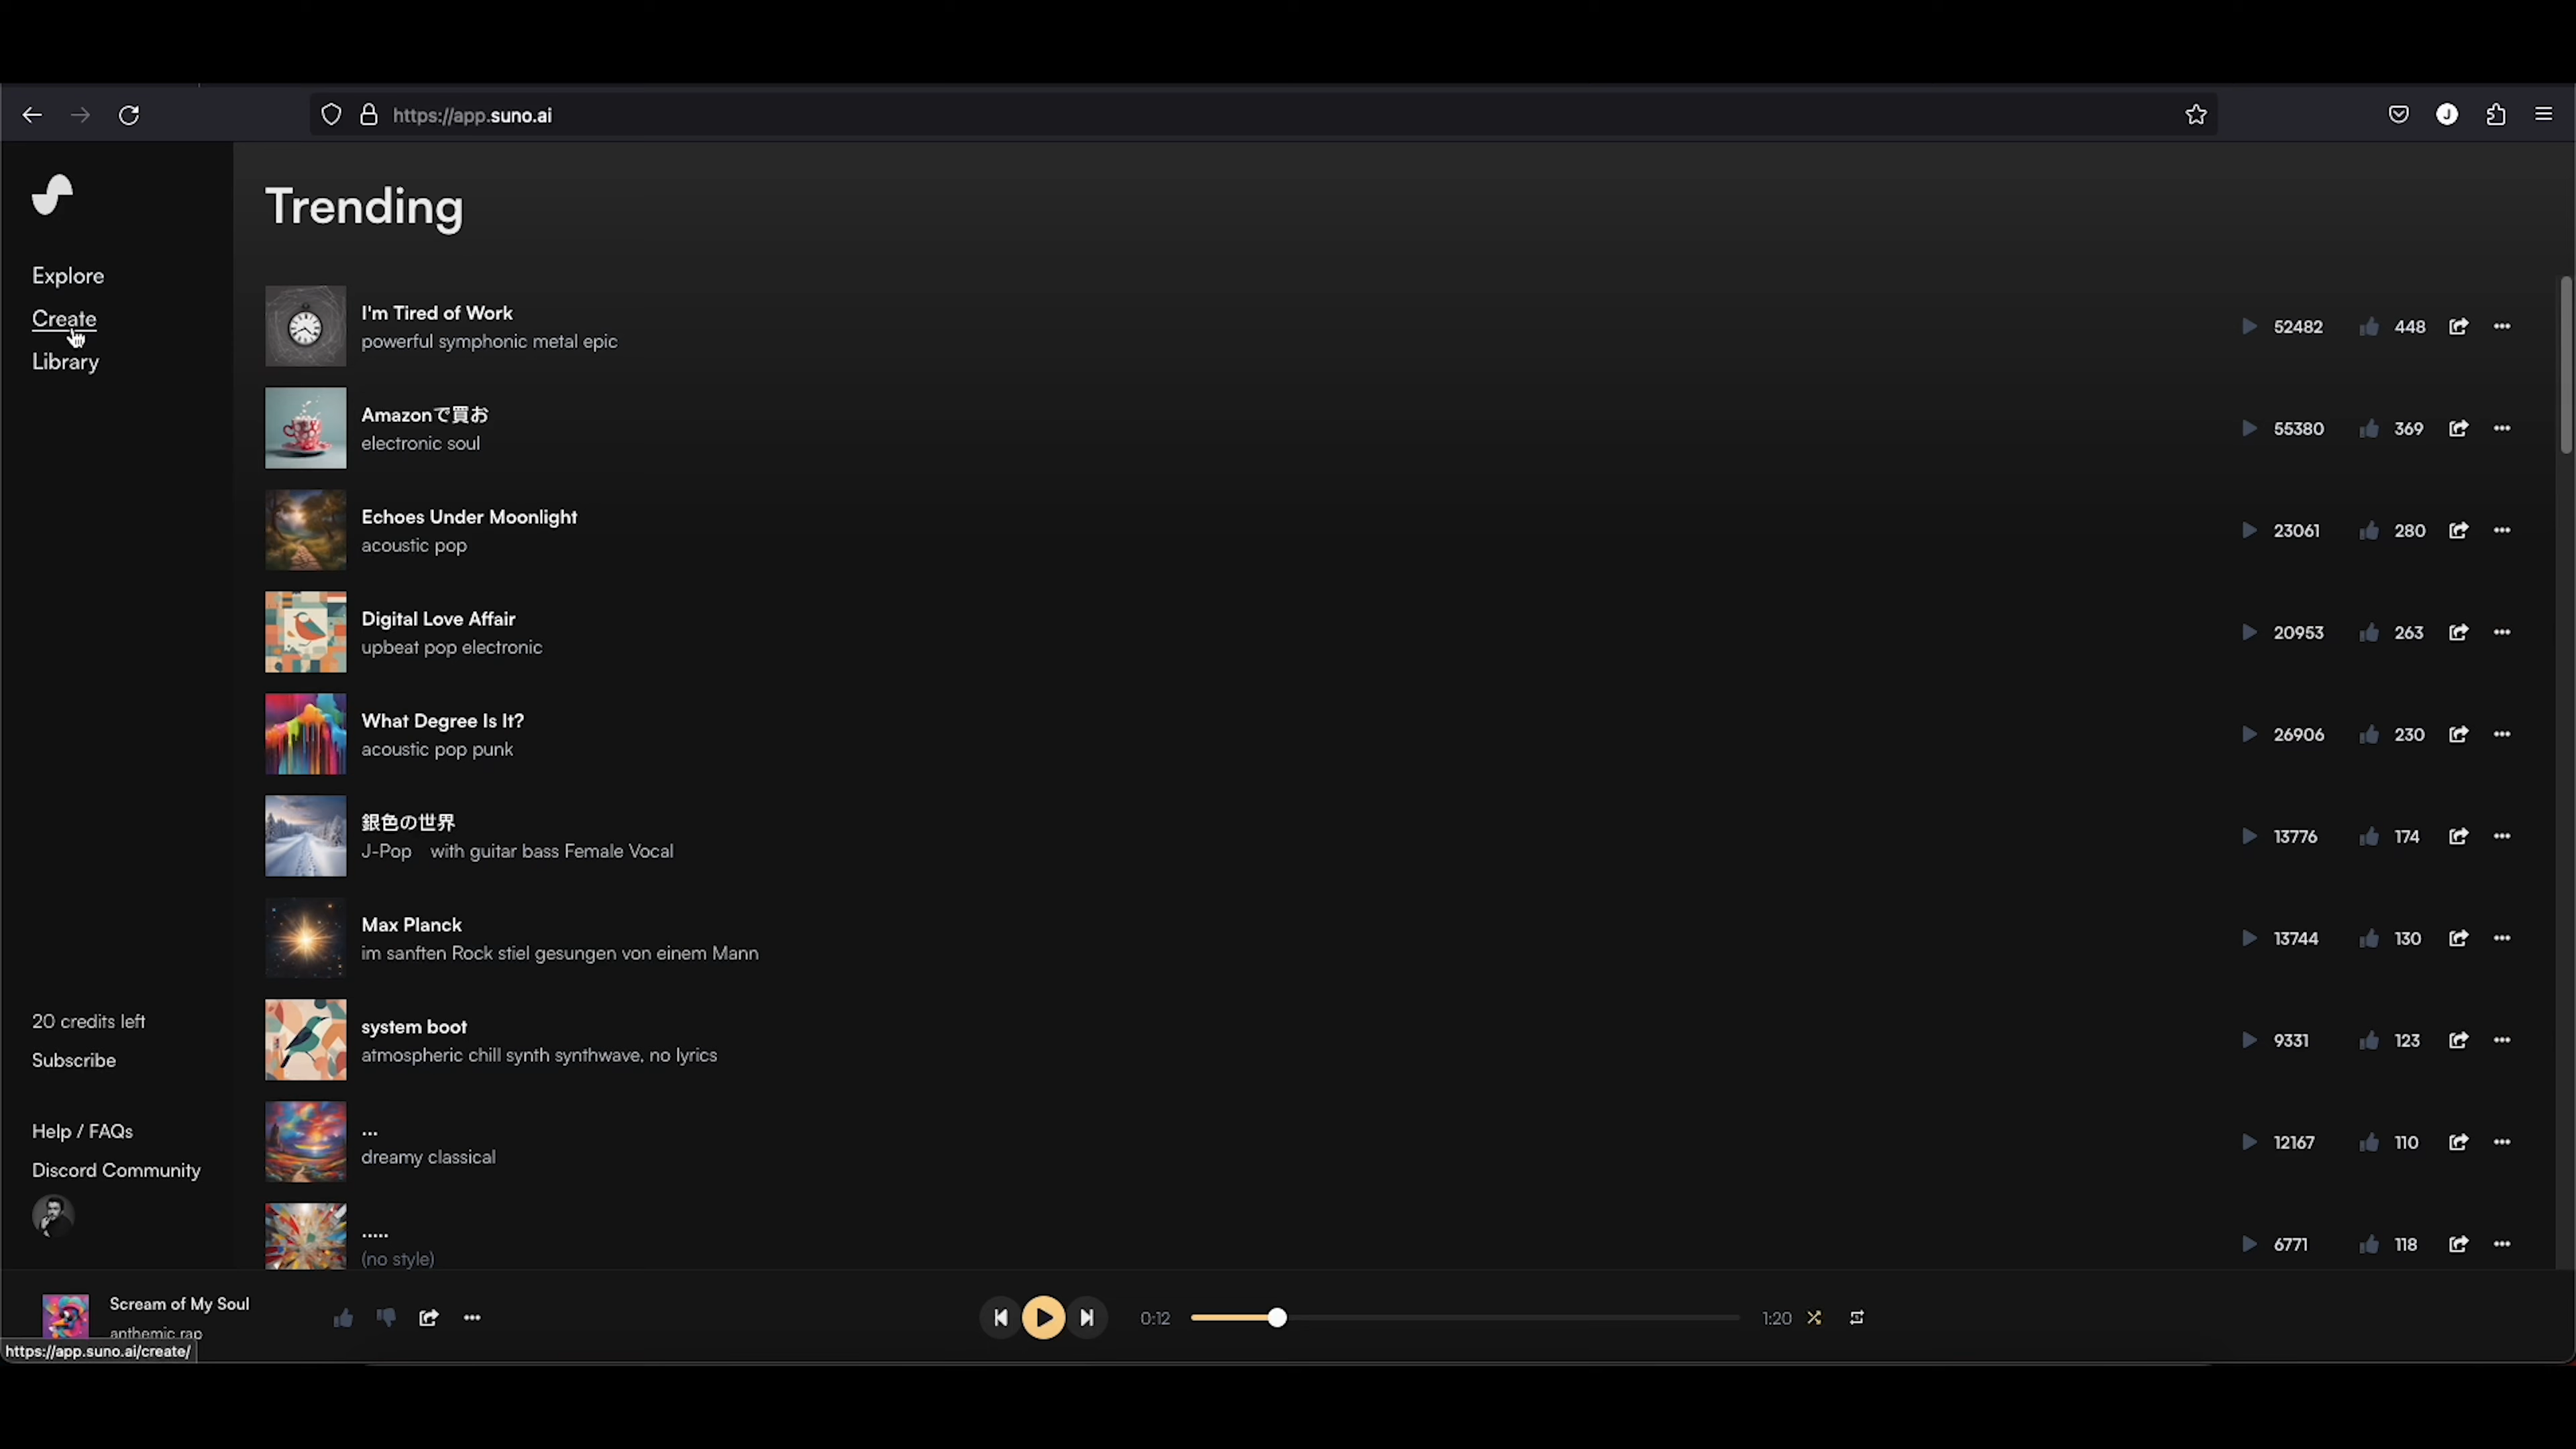 https://app.suno.ai
J
Trending
Explore
Create
Library
I'm Tired of Work
powerful symphonic metal epic
52482
448
Amazonで買お
electronic soul
55380
369
Echoes Under Moonlight
acoustic pop
23061
280
Digital Love Affair
upbeat pop electronic
20953
263
What Degree Is It?
acoustic pop punk
26906
230
銀色の世界
J-Pop　with guitar bass Female Vocal
13776
174
Max Planck
im sanften Rock stiel gesungen von einem Mann
13744
130
system boot
atmospheric chill synth synthwave, no lyrics
9331
123
...
dreamy classical
12167
110
.....
(no style)
6771
118
20 credits left
Subscribe
Help / FAQs
Discord Community
Scream of My Soul
anthemic rap
0:12
1:20
https://app.suno.ai/create/